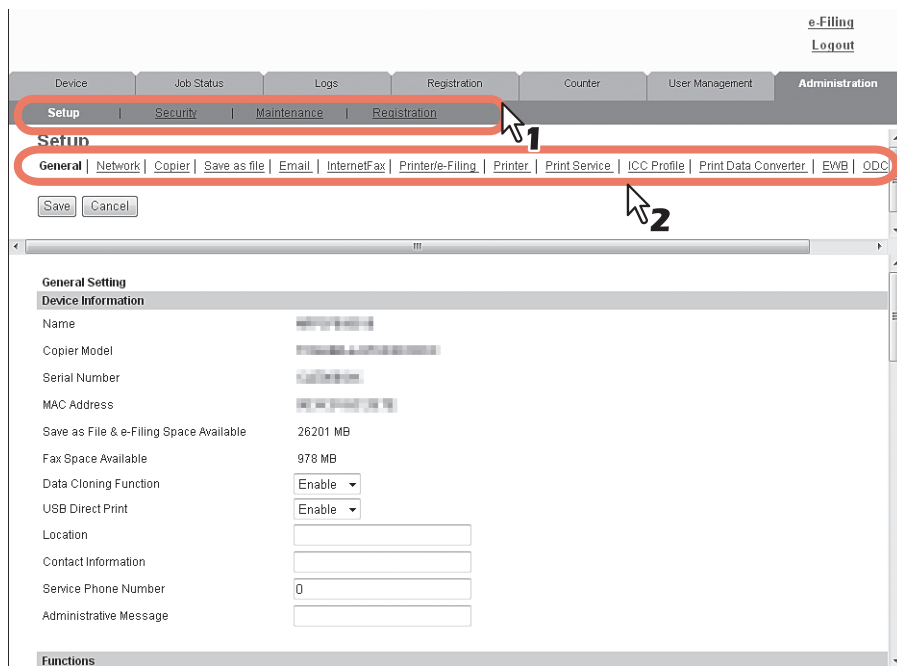 e-Filing
Logout
Device Job Status Logs Registration Counter User Management Administration
Setup | Security | Maintenance | Registration
1
Setup
General | Network | Copier | Save as file | Email | InternetFax | Printer/e-Filing | Printer | Print Service | ICC Profile | Print Data Converter | EWB | ODC
Save Cancel
2
General Setting
Device Information
Name
Copier Model
Serial Number
MAC Address
Save as File & e-Filing Space Available 26201 MB
Fax Space Available 978 MB
Data Cloning Function Enable
USB Direct Print Enable
Location
Contact Information
Service Phone Number 0
Administrative Message
Functions